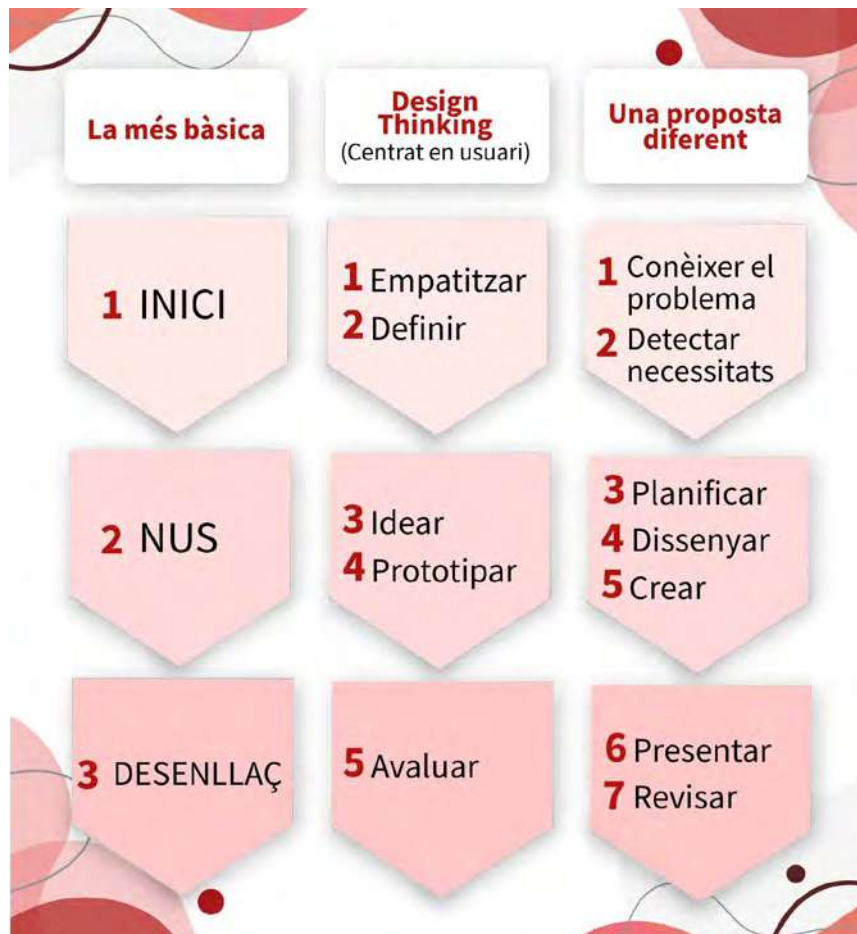 La més bàsica
Design
Thinking
(Centrat en usuari)
Una proposta
diferent
1 INICI
1 Empatitzar
2 Definir
1 Conèixer el
problema
2 Detectar
necessitats
2 NUS
3 Idear
4 Prototipar
3 Planificar
4 Dissenyar
5 Crear
3 DESENLLAÇ
5 Avaluar
6 Presentar
7 Revisar